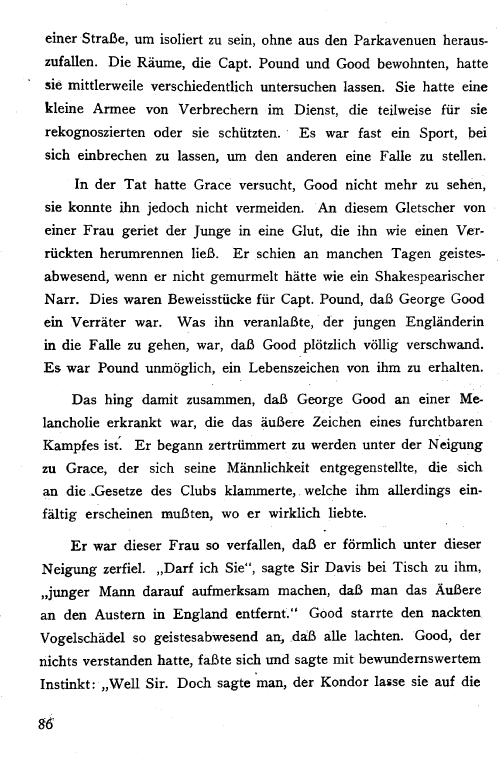 einer Straße, um isoliert zu sein, ohne aus den Parkavenuen heraus-
zufallen. Die Räume, die Capt. Pound und Good bewohnten, hatte
sie mittlerweile verschiedentlich untersuchen lassen. Sie hatte eine
kleine Armee von Verbrechern im Dienst, die teilweise für sie
rekognoszierten oder sie schützten. Es war fast ein Sport, bei
sich einbrechen zu lassen, um den anderen eine Falle zu stellen.
In der Tat hatte Grace versucht, Good nicht mehr zu sehen,
sie konnte ihn jedoch nicht vermeiden. An diesem Gletscher von
einer Frau geriet der Junge in eine Glut, die ihn wie einen Ver-
rückten herumrennen ließ. Er schien an manchen Tagen geistes-
abwesend, wenn er nicht gemurmelt hätte wie ein Shakespearischer
Narr. Dies waren Beweisstücke für Capt. Pound, daß George Good
ein Verräter war. Was ihn veranlaßte, der jungen Engländerin
in die Falle zu gehen, war, daß Good plötzlich völlig verschwand.
Es war Pound unmöglich, ein Lebenszeichen von ihm zu erhalten.
Das hing damit zusammen, daß George Good an einer Me-
lancholie erkrankt war, die das äußere Zeichen eines furchtbaren
Kampfes ist. Er begann zertrümmert zu werden unter der Neigung
zu Grace, der sich seine Männlichkeit entgegenstellte, die sich
an die Gesetze des Clubs klammerte, welche ihm allerdings ein-
fältig erscheinen mußten, wo er wirklich liebte.
Er war dieser Frau so verfallen, daß er förmlich unter dieser
Neigung zerfiel. „Darf ich Sie“, sagte Sir Davis bei Tisch zu ihm,
„junger Mann darauf aufmerksam machen, daß man das Äußere
an den Austern in England entfernt.“ Good starrte den nackten
Vogelschädel so geistesabwesend an, daß alle lachten. Good, der
nichts verstanden hatte, faßte sich und sagte mit bewundernswertem
Instinkt: „Well Sir. Doch sagte man, der Kondor lasse sie auf die
86